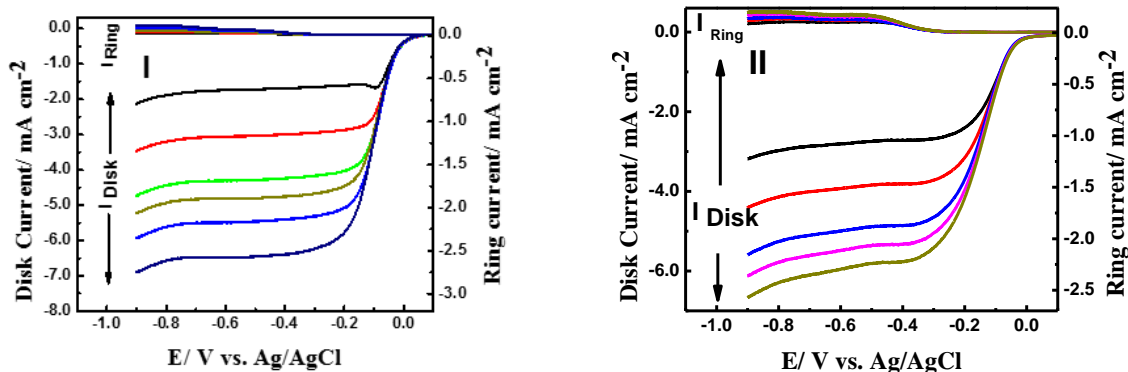 0.0
-1.0
-2.0
-3.0
-4.0
-5.0
-6.0
-7.0
-8.0
Disk Current/ mA cm-2
I Ring
I
I Disk
0.0
-0.5
-1.0
-1.5
-2.0
-2.5
-3.0
Ring current/ mA cm-2
-1.0 -0.8 -0.6 -0.4 -0.2 0.0
E/ V vs. Ag/AgCl
0.0
-2.0
-4.0
-6.0
Disk Current/ mA cm-2
I Ring
II
I Disk
0.0
-0.5
-1.0
-1.5
-2.0
-2.5
Ring current/ mA cm-2
-1.0 -0.8 -0.6 -0.4 -0.2 0.0
E/ V vs. Ag/AgCl